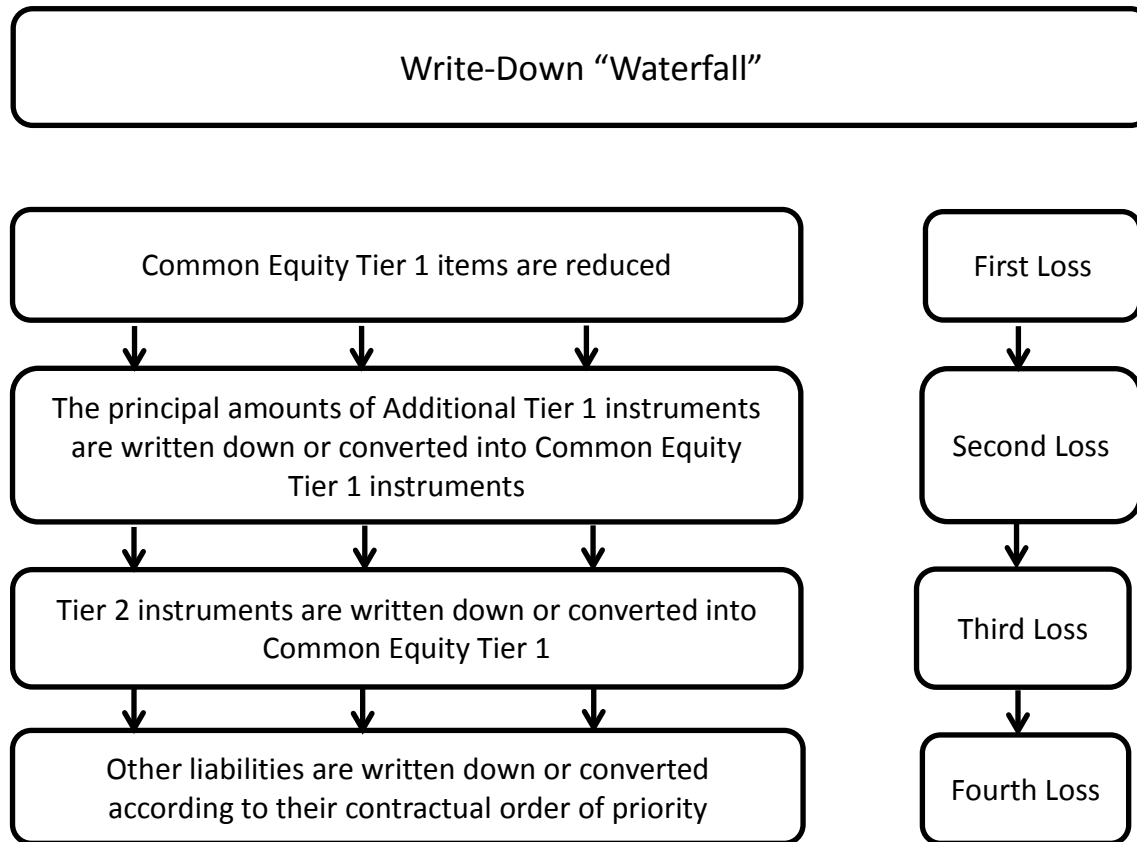 Write-Down “Waterfall”
Common Equity Tier 1 items are reduced
First Loss
The principal amounts of Additional Tier 1 instruments
are written down or converted into Common Equity
Tier 1 instruments
Second Loss
Tier 2 instruments are written down or converted into
Common Equity Tier 1
Third Loss
Other liabilities are written down or converted
according to their contractual order of priority
Fourth Loss